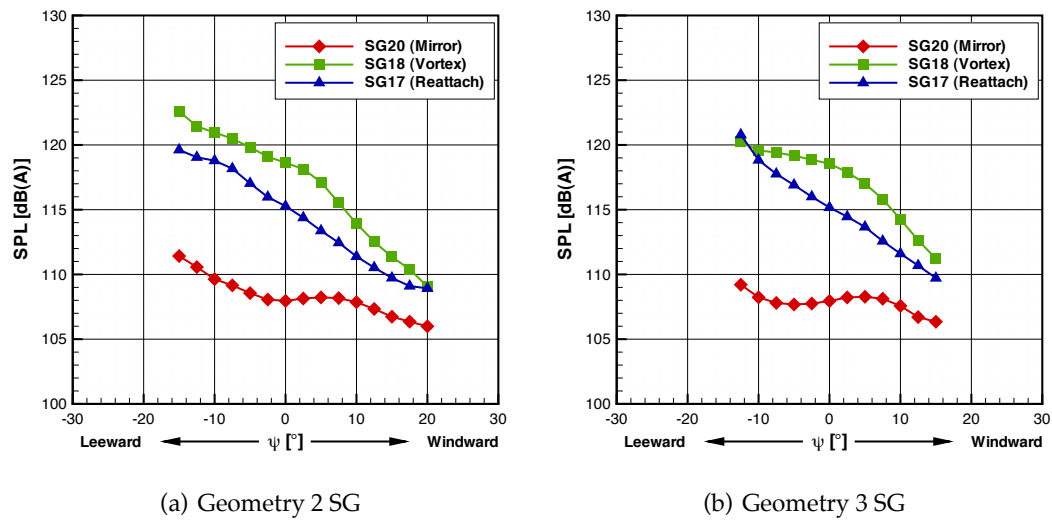 130
125
120
115
110
105
100
SPL [dB(A)]
SG20 (Mirror)
SG18 (Vortex)
SG17 (Reattach)
-30 -20 -10 0 10 20 30
Leeward ψ [°] Windward
(a) Geometry 2 SG
130
125
120
115
110
105
100
SPL [dB(A)]
SG20 (Mirror)
SG18 (Vortex)
SG17 (Reattach)
-30 -20 -10 0 10 20 30
Leeward ψ [°] Windward
(b) Geometry 3 SG